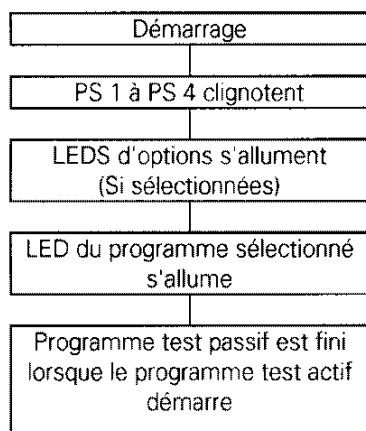 Démarrage
PS 1 à PS 4 clignotent
LEDS d'options s'allument
(Si sélectionnées)
LED du programme sélectionné
s'allume
Programme test passif est fini
lorsque le programme test actif
démarre